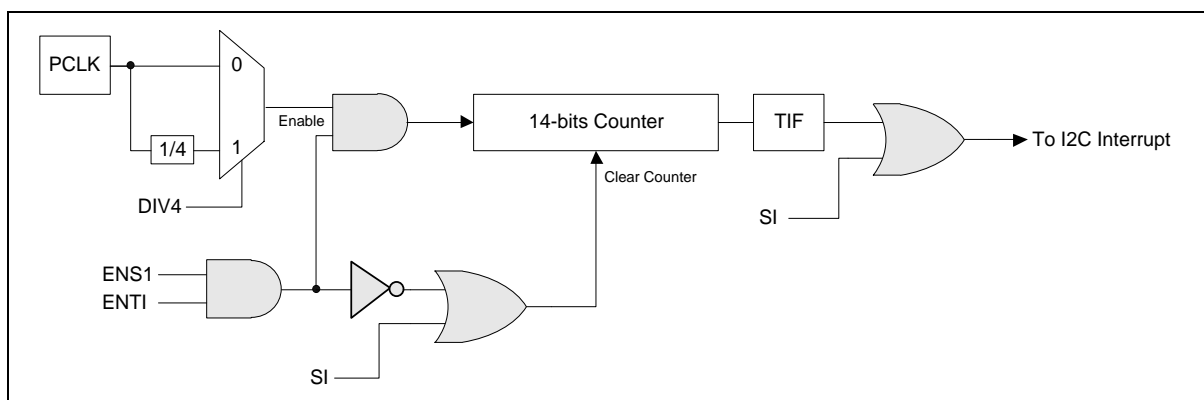 PCLK
0
Enable
14-bits Counter
TIF
To I2C Interrupt
1/4
1
Clear Counter
DIV4
SI
ENS1
ENTI
SI